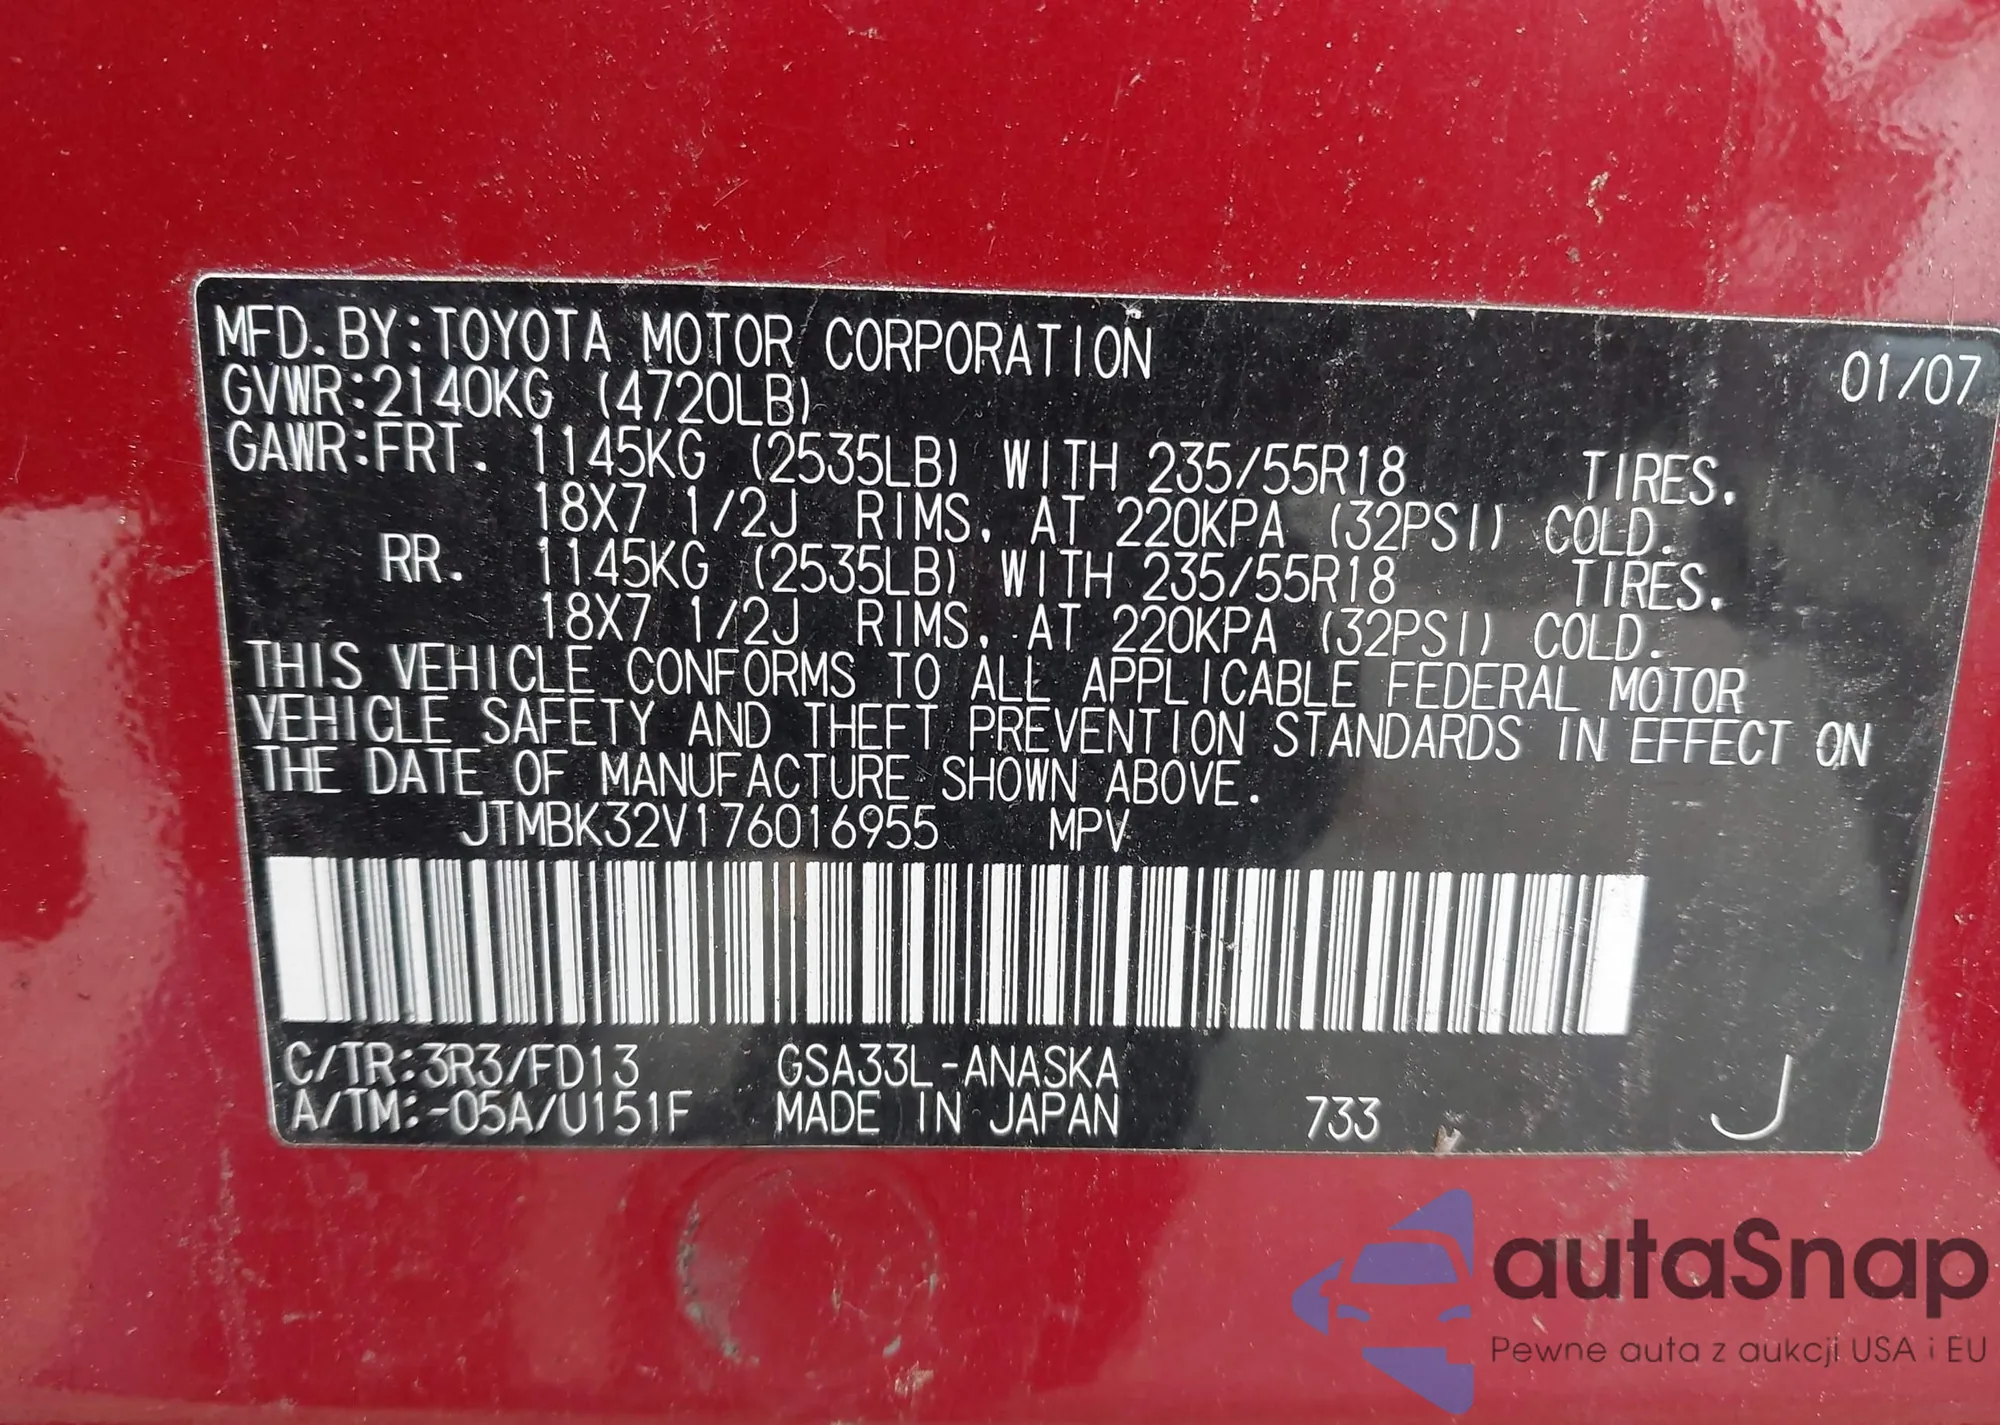 MFD.BY:TOYOTA MOTOR CORPORATION 01/07
GVWR:2140KG (4720LB)
GAWR:FRT. 1145KG (2535LB) WITH 235/55R18 TIRES.
18X7 1/2J RIMS. AT 220KPA (32PSI) COLD.
RR. 1145KG (2535LB) WITH 235/55R18 TIRES.
18X7 1/2J RIMS. AT 220KPA (32PSI) COLD.
THIS VEHICLE CONFORMS TO ALL APPLICABLE FEDERAL MOTOR
VEHICLE SAFETY AND THEFT PREVENTION STANDARDS IN EFFECT ON
THE DATE OF MANUFACTURE SHOWN ABOVE.
JTMBK32V176016955 MPV
C/TR:3R3/FD13 GSA33L-ANASKA
A/TM:-05A/U151F MADE IN JAPAN 733 J
autaSnap
Pewne auta z aukcji USA i EU